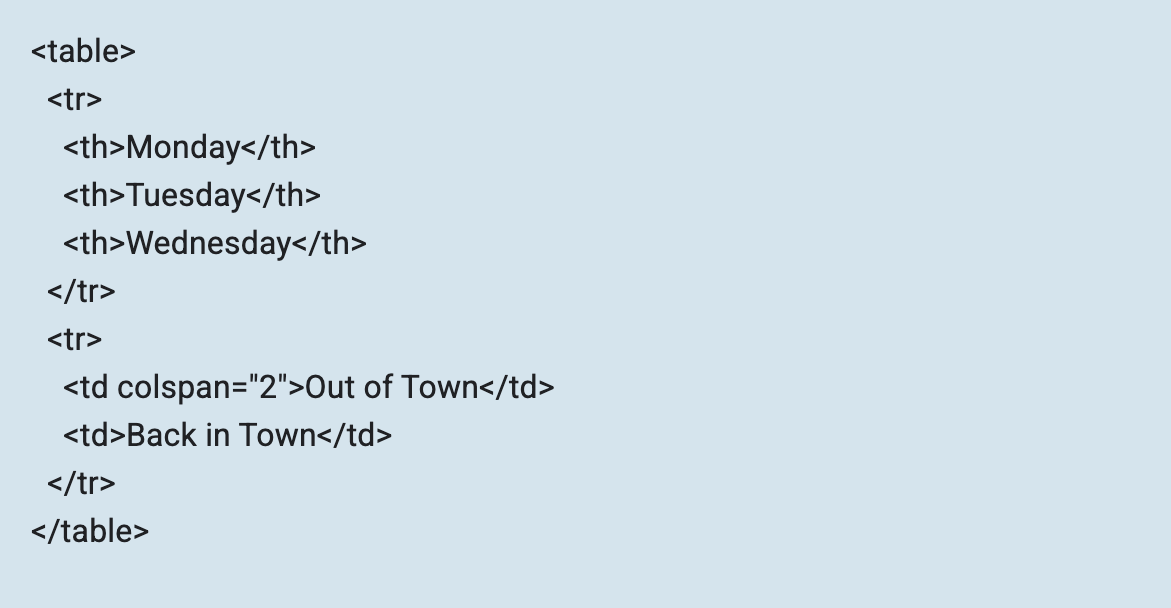 <table>
<tr>
<th>Monday</th>
<th>Tuesday</th>
<th>Wednesday</th>
</tr>
<tr>
<td colspan="2">Out of Town</td>
<td>Back in Town</td>
</tr>
</table>